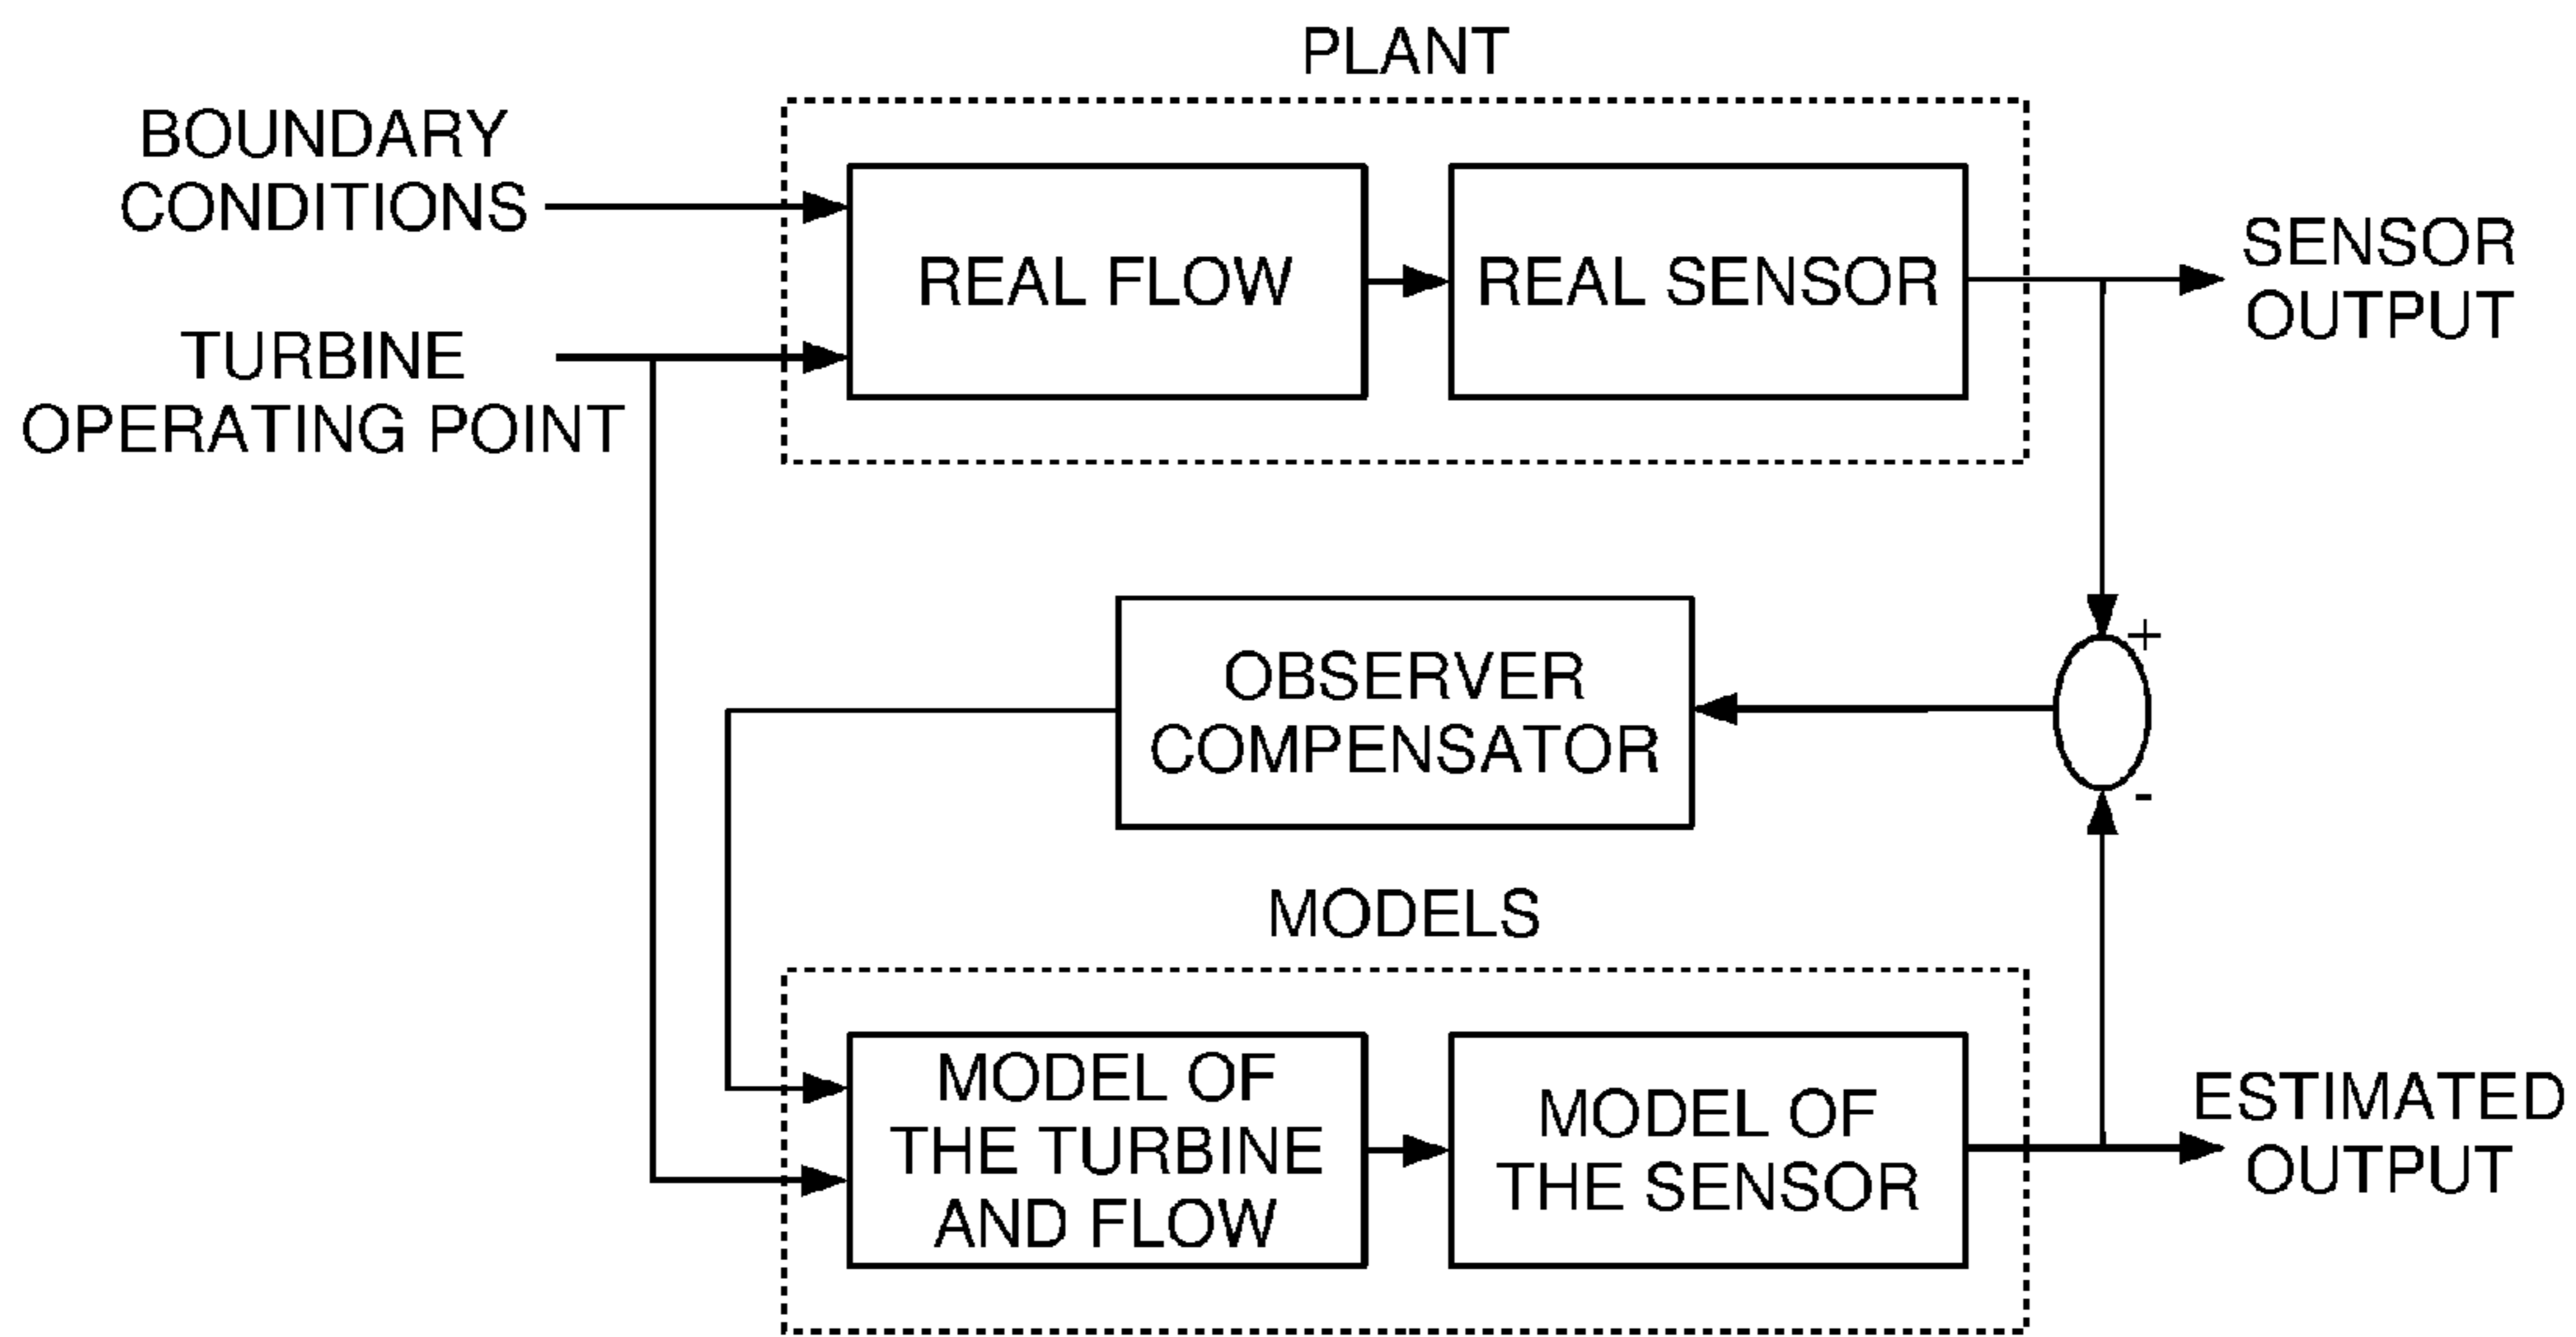 PLANT
BOUNDARY
CONDITIONS
REAL FLOW
REAL SENSOR
SENSOR
OUTPUT
TURBINE
OPERATING POINT
+
OBSERVER
COMPENSATOR
-
MODELS
MODEL OF
THE TURBINE
AND FLOW
MODEL OF
THE SENSOR
ESTIMATED
OUTPUT